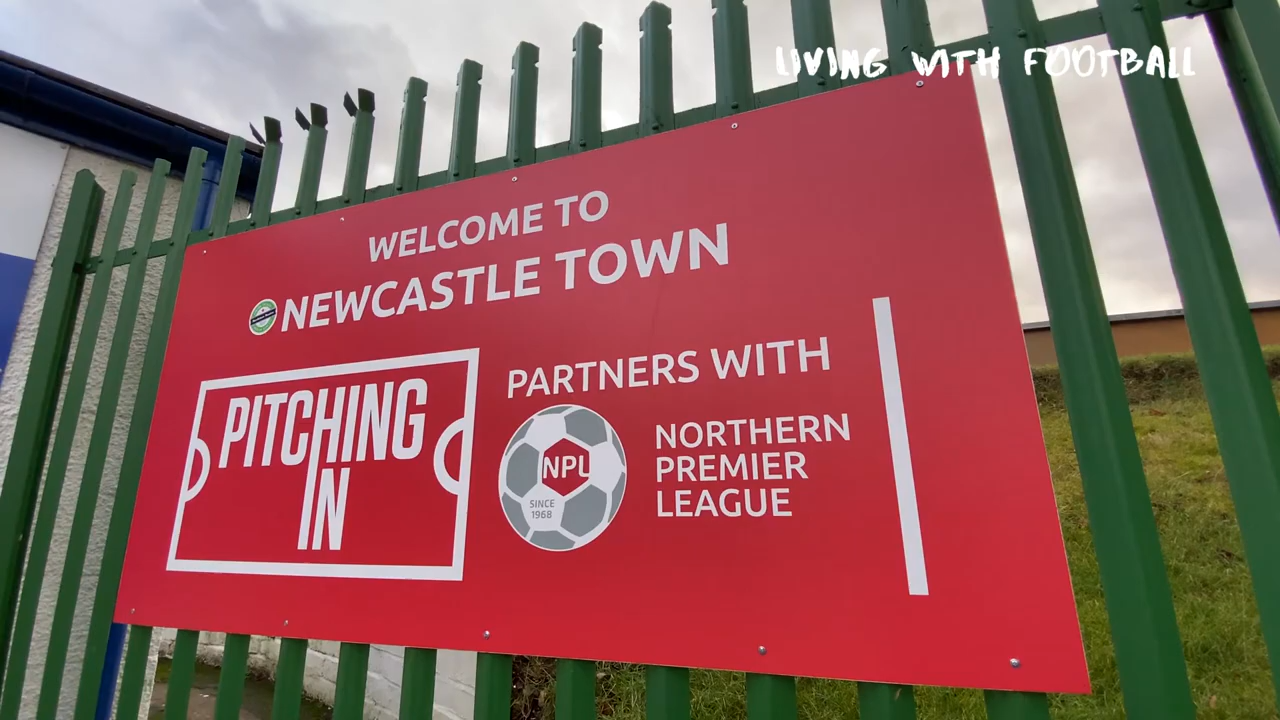 LIVING WITH FOOTBALL
WELCOME TO
NEWCASTLE TOWN
PITCHING
IN
PARTNERS WITH
NPL
SINCE
1968
NORTHERN
PREMIER
LEAGUE